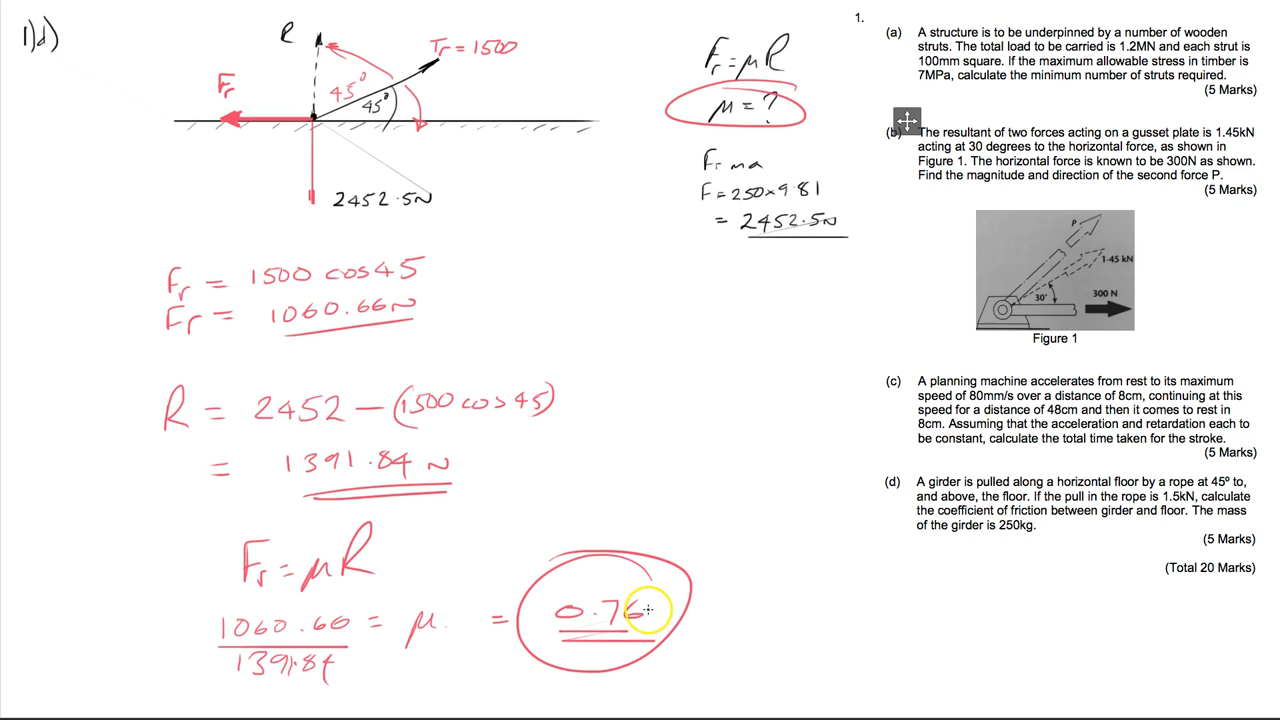 1)d)
R
Tr = 1500
Fr
45°
45°
2452.5N
Fr = μR
μ = ?
F = ma
F = 250 x 9.81
= 2452.5N
Fr = 1500 cos 45
Fr = 1060.66N
R = 2452 - (1500 cos 45)
= 1391.84 N
Fr = μR
1060.66 = μ. = 0.76
1391.84
1.
(a) A structure is to be underpinned by a number of wooden
struts. The total load to be carried is 1.2MN and each strut is
100mm square. If the maximum allowable stress in timber is
7MPa, calculate the minimum number of struts required.
(5 Marks)
(b) The resultant of two forces acting on a gusset plate is 1.45kN
acting at 30 degrees to the horizontal force, as shown in
Figure 1. The horizontal force is known to be 300N as shown.
Find the magnitude and direction of the second force P.
(5 Marks)
P
1·45 kN
30°
300 N
Figure 1
(c) A planning machine accelerates from rest to its maximum
speed of 80mm/s over a distance of 8cm, continuing at this
speed for a distance of 48cm and then it comes to rest in
8cm. Assuming that the acceleration and retardation each to
be constant, calculate the total time taken for the stroke.
(5 Marks)
(d) A girder is pulled along a horizontal floor by a rope at 45º to,
and above, the floor. If the pull in the rope is 1.5kN, calculate
the coefficient of friction between girder and floor. The mass
of the girder is 250kg.
(5 Marks)
(Total 20 Marks)